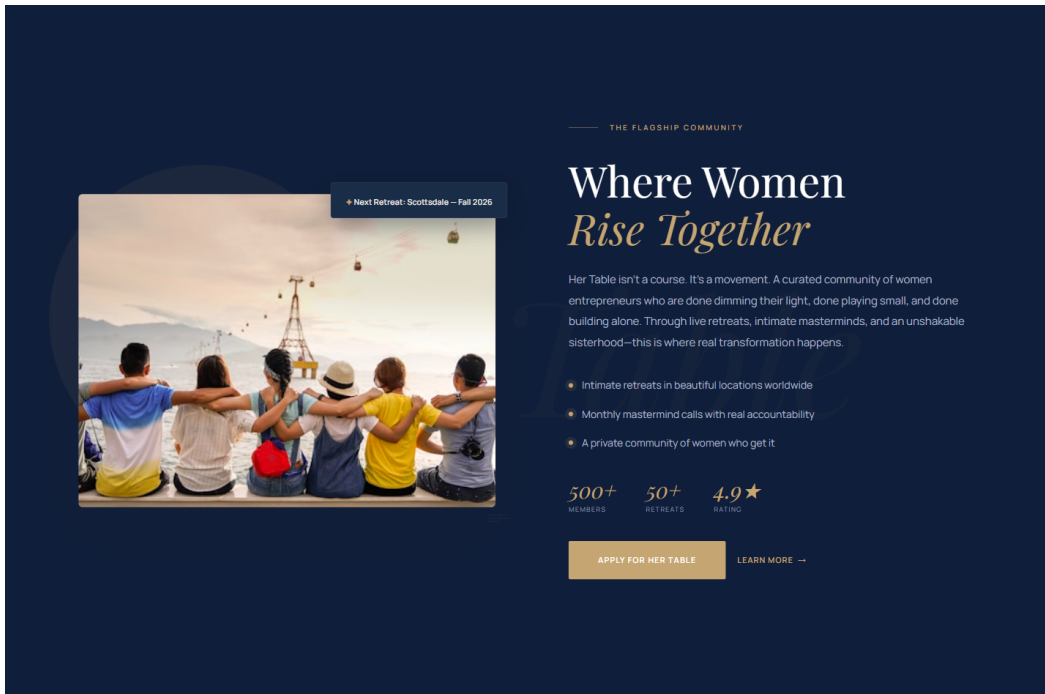 ✦ Next Retreat: Scottsdale — Fall 2026
THE FLAGSHIP COMMUNITY
Where Women
Rise Together
Her Table isn't a course. It's a movement. A curated community of women
entrepreneurs who are done dimming their light, done playing small, and done
building alone. Through live retreats, intimate masterminds, and an unshakable
sisterhood—this is where real transformation happens.
Intimate retreats in beautiful locations worldwide
Monthly mastermind calls with real accountability
A private community of women who get it
500+ 50+ 4.9★
MEMBERS RETREATS RATING
APPLY FOR HER TABLE LEARN MORE →